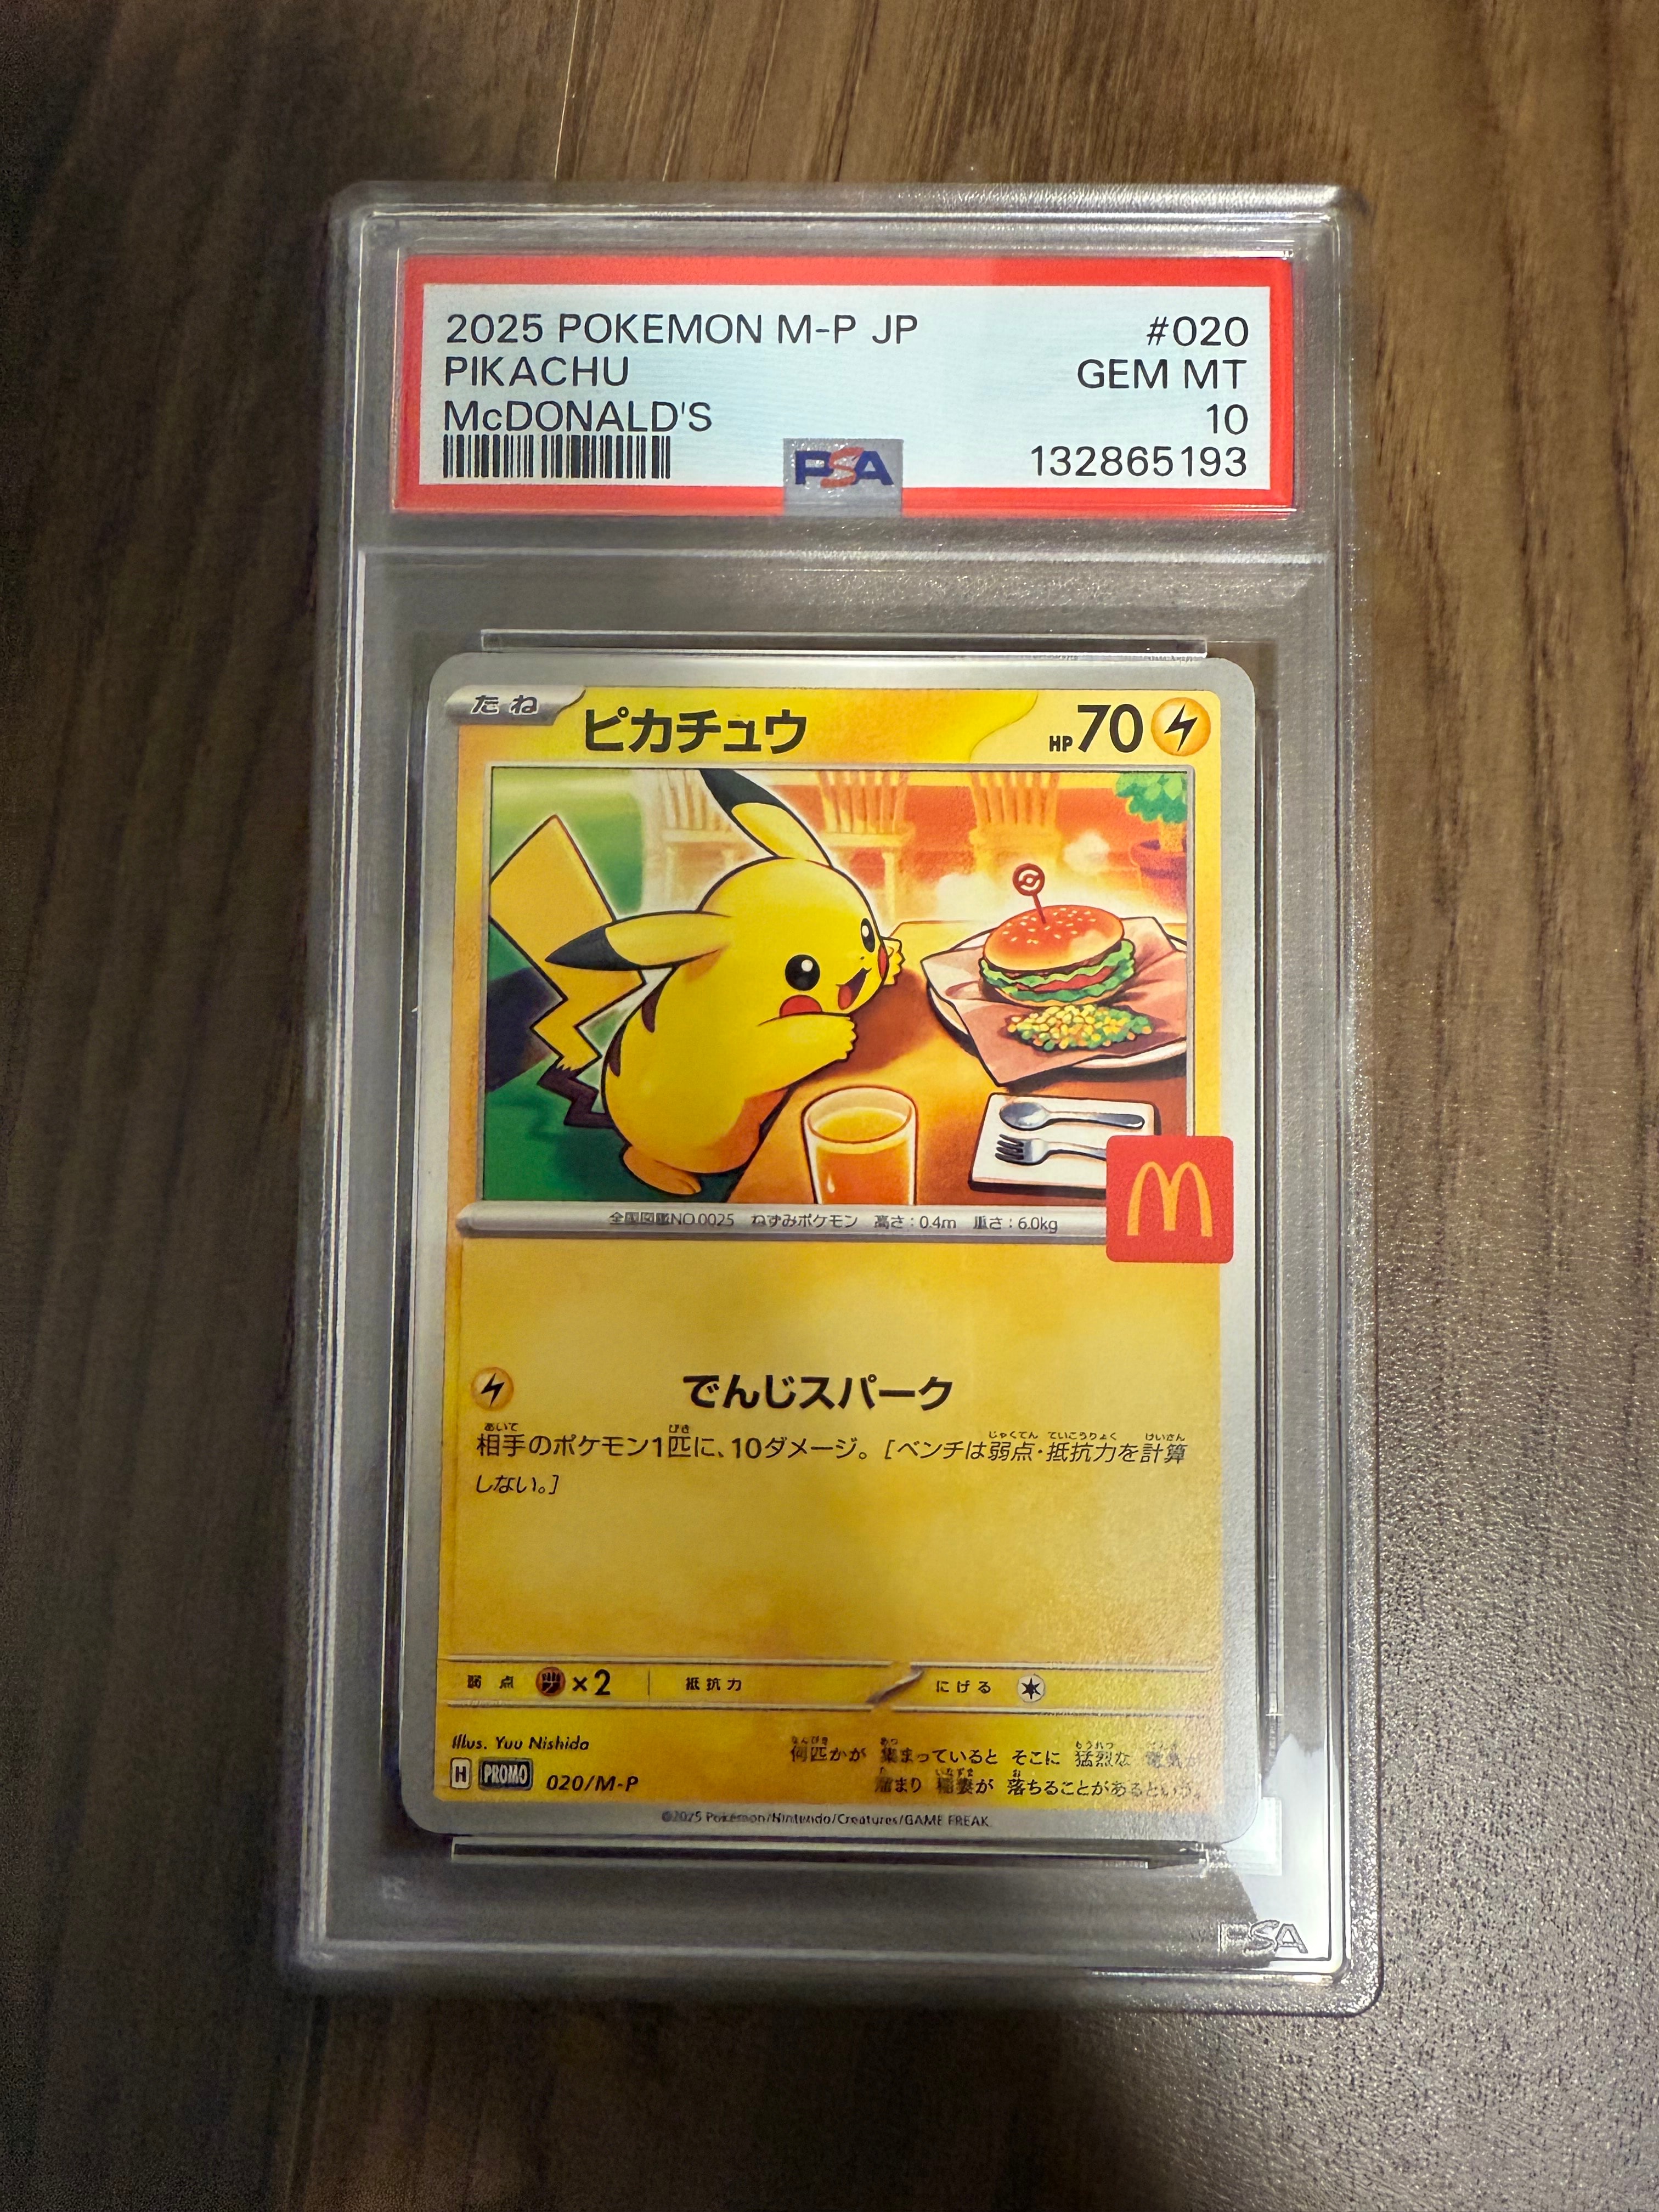 2025 POKEMON M-P JP #020
PIKACHU GEM MT
McDONALD'S 10
PSA 132865193
たね ピカチュウ HP70
全国図鑑NO.0025 ねずみポケモン 高さ:0.4m 重さ:6.0kg
でんじスパーク
相手のポケモン1匹に、10ダメージ。[ベンチは弱点・抵抗力を計算
しない。]
弱点 ×2 抵抗力 にげる
Illus. Yuu Nishida
何匹かが 集まっていると そこに 猛烈な 電気
H PROMO 020/M-P
溜まり 稲妻が 落ちることがあるという。
©2025 Pokémon/Nintendo/Creatures/GAME FREAK.
PSA